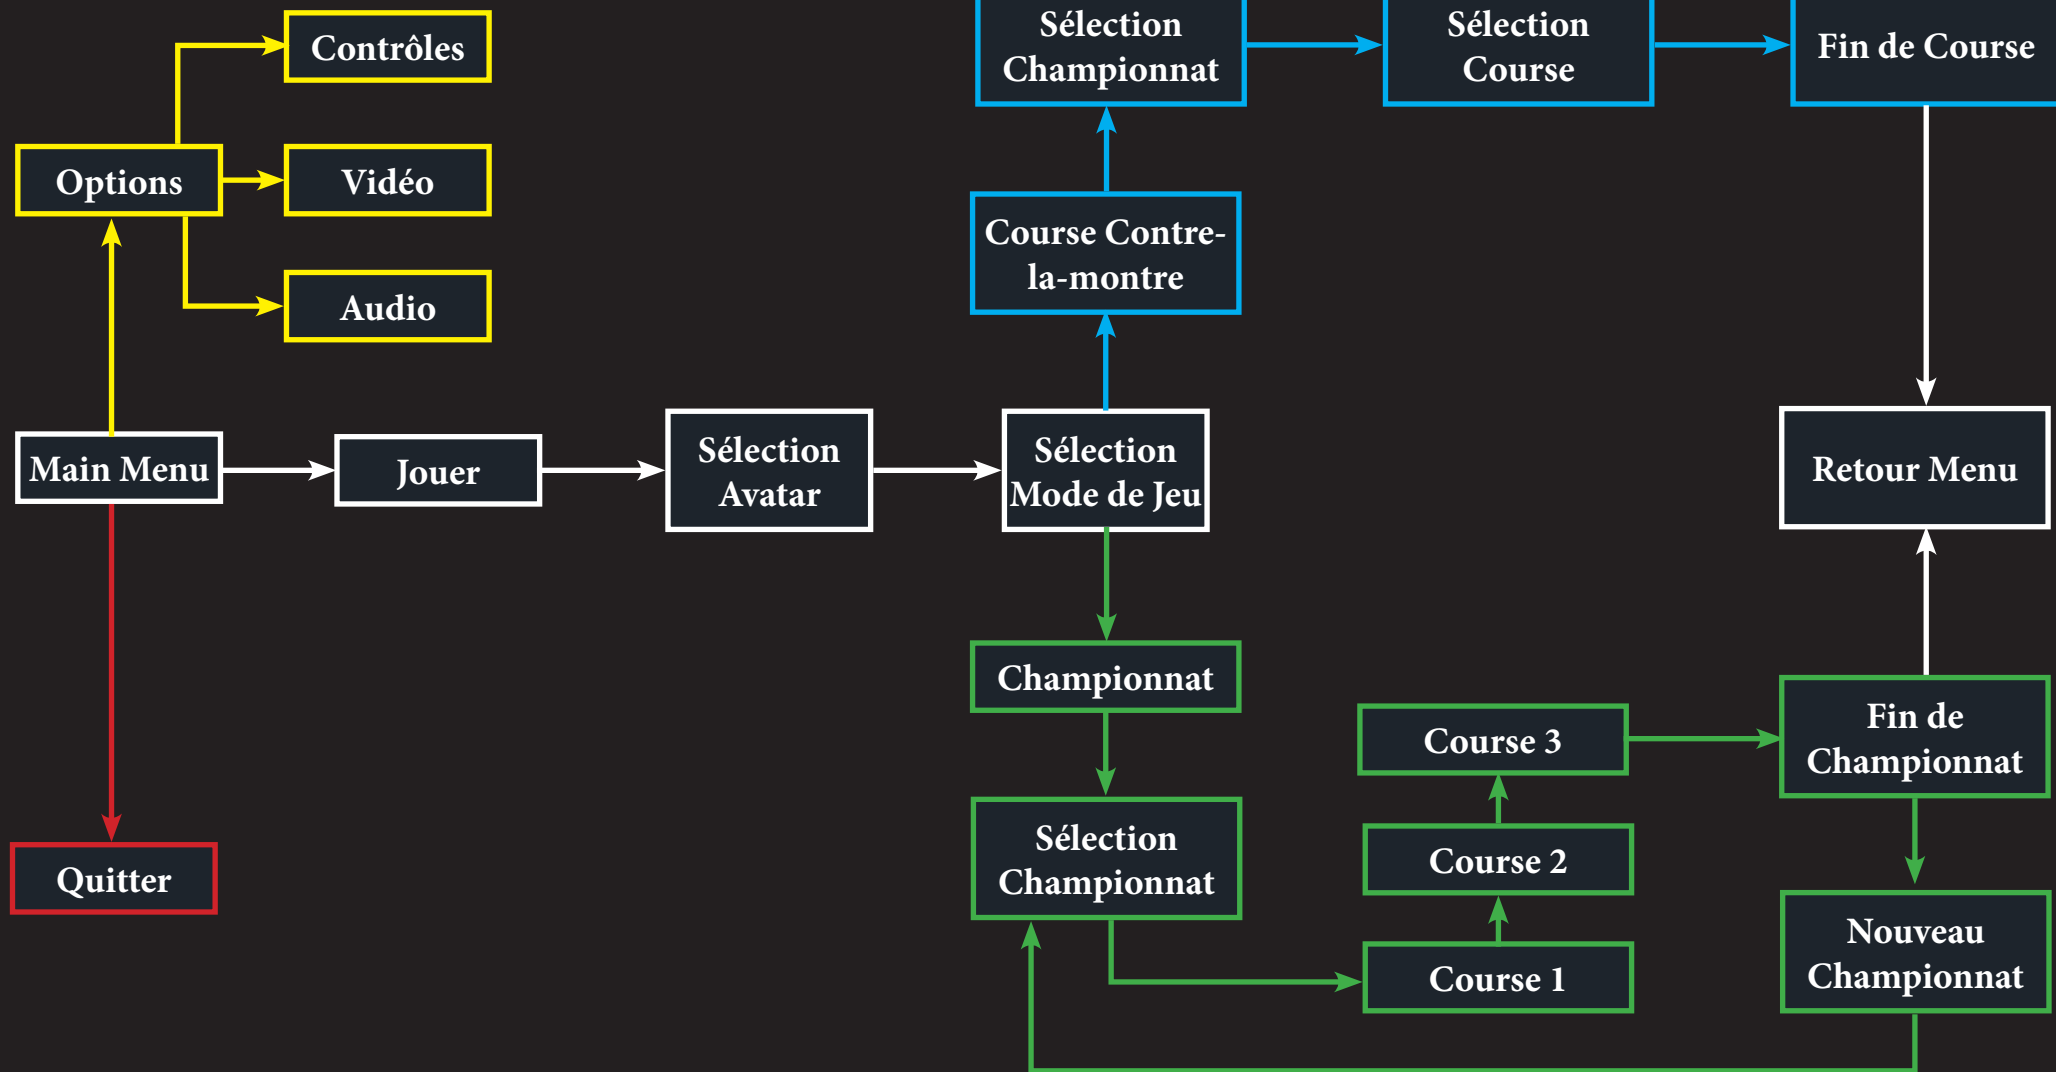 Contrôles
Options
Vidéo
Audio
Main Menu
Jouer
Sélection
Avatar
Sélection
Mode de Jeu
Quitter
Course Contre-
la-montre
Sélection
Championnat
Sélection
Course
Fin de Course
Retour Menu
Championnat
Sélection
Championnat
Course 1
Course 2
Course 3
Fin de
Championnat
Nouveau
Championnat